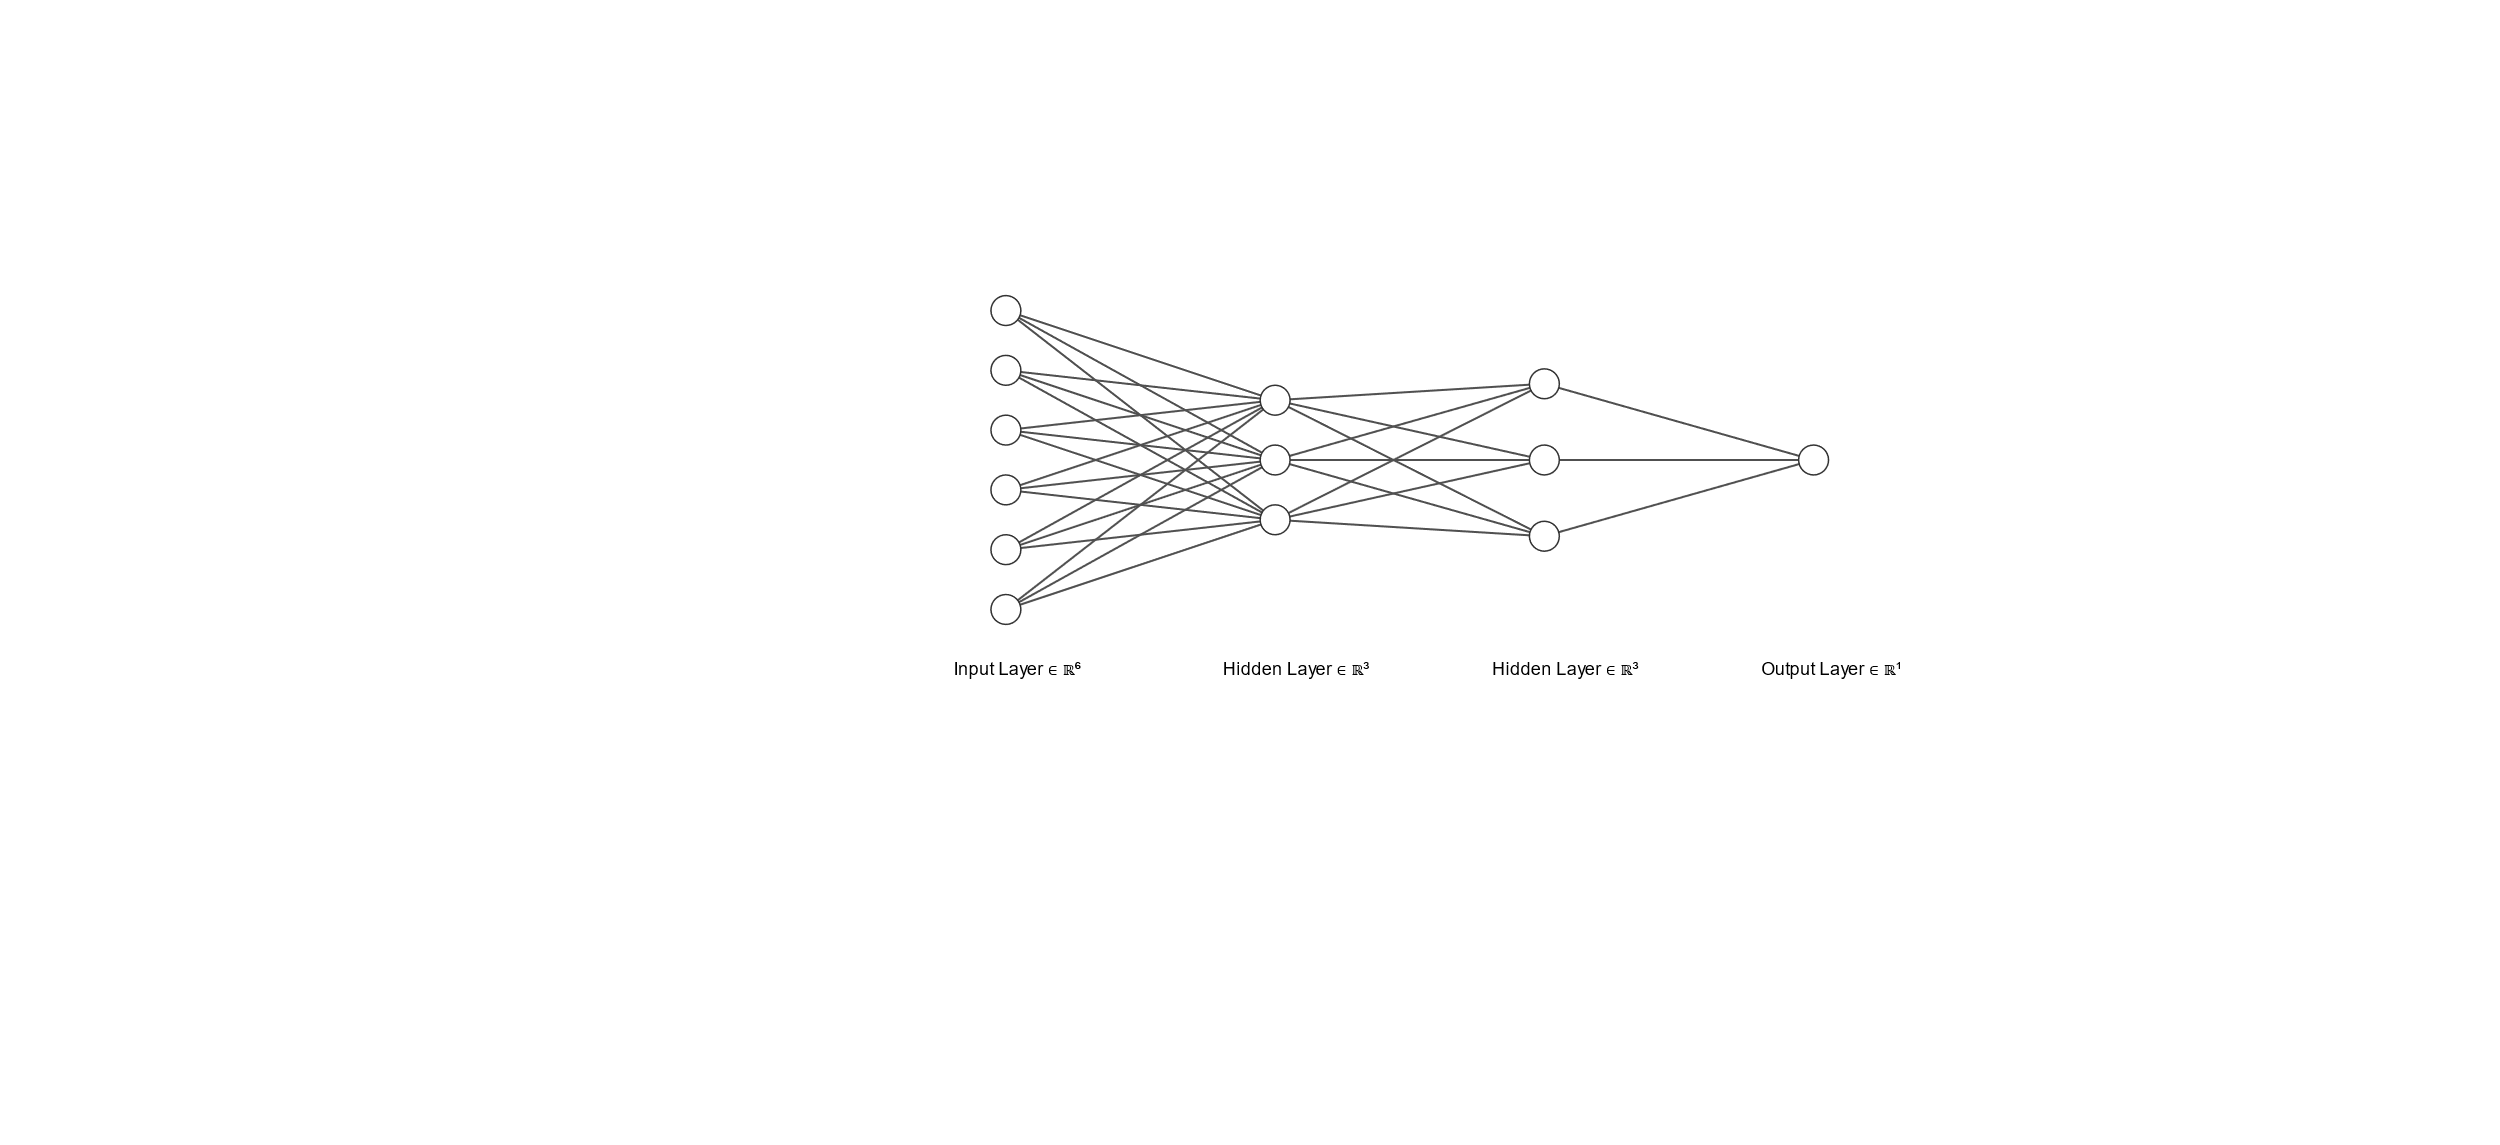 Input Layer ∈ ℝ⁶
Hidden Layer ∈ ℝ³
Hidden Layer ∈ ℝ³
Output Layer ∈ ℝ¹